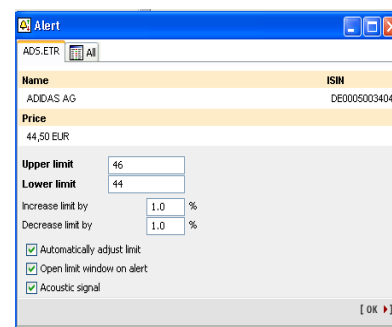 Alert
ADS.ETR All
Name ISIN
ADIDAS AG DE0005003404
Price
44,50 EUR
Upper limit 46
Lower limit 44
Increase limit by 1.0 %
Decrease limit by 1.0 %
Automatically adjust limit
Open limit window on alert
Acoustic signal
[ OK ]